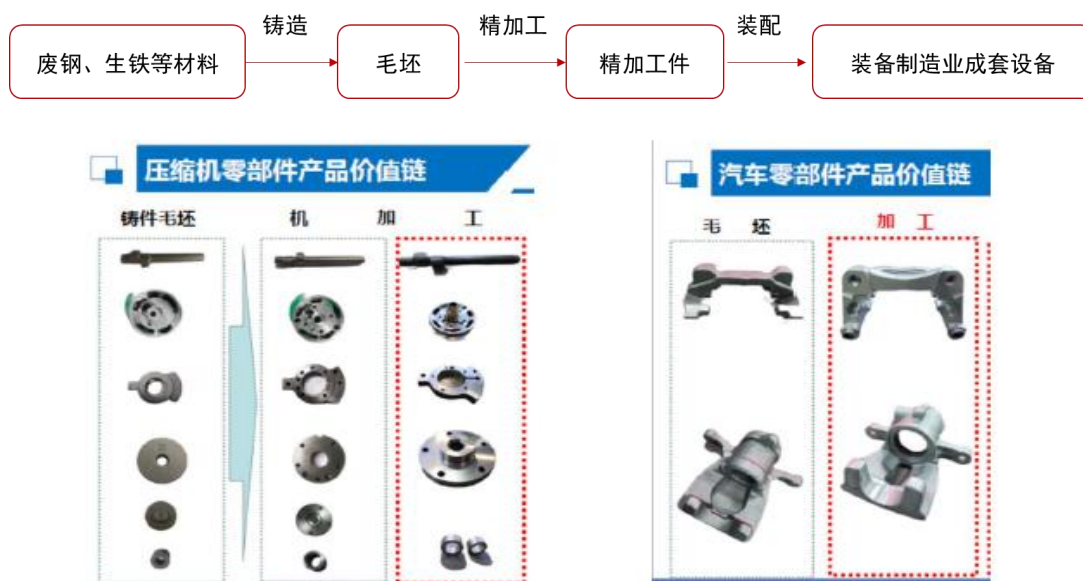 铸造 精加工 装配
废钢、生铁等材料 毛坯 精加工件 装备制造业成套设备
压缩机零部件产品价值链
铸件毛坯 机 加 工
汽车零部件产品价值链
毛 坯 加 工